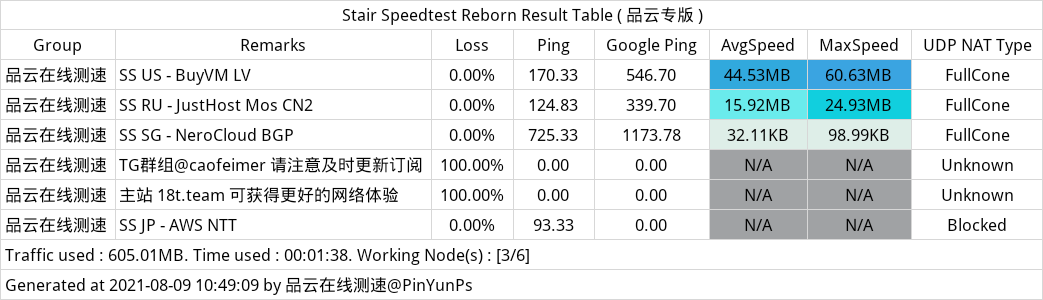 Stair Speedtest Reborn Result Table ( 品云专版 )
Group Remarks Loss Ping Google Ping AvgSpeed MaxSpeed UDP NAT Type
品云在线测速 SS US - BuyVM LV 0.00% 170.33 546.70 44.53MB 60.63MB FullCone
品云在线测速 SS RU - JustHost Mos CN2 0.00% 124.83 339.70 15.92MB 24.93MB FullCone
品云在线测速 SS SG - NeroCloud BGP 0.00% 725.33 1173.78 32.11KB 98.99KB FullCone
品云在线测速 TG群组@caofeimer 请注意及时更新订阅 100.00% 0.00 0.00 N/A N/A Unknown
品云在线测速 主站 18t.team 可获得更好的网络体验 100.00% 0.00 0.00 N/A N/A Unknown
品云在线测速 SS JP - AWS NTT 0.00% 93.33 0.00 N/A N/A Blocked
Traffic used : 605.01MB. Time used : 00:01:38. Working Node(s) : [3/6]
Generated at 2021-08-09 10:49:09 by 品云在线测速@PinYunPs